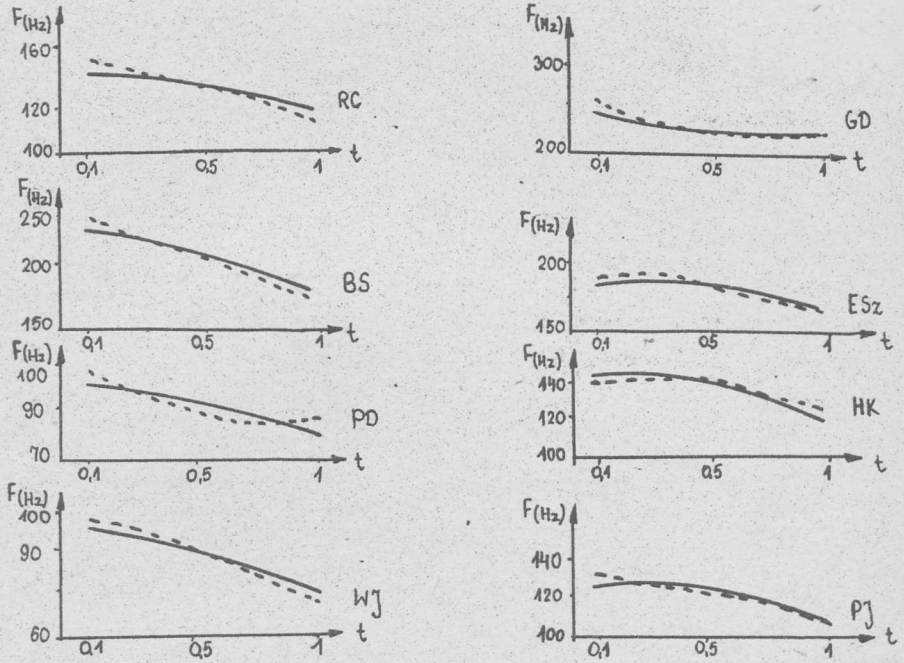 F(Hz)
160
120
100
0,1 0,5 1 t
RC
F(Hz)
300
200
0,1 0,5 1 t
GD
F(Hz)
250
200
150
0,1 0,5 1 t
BS
F(Hz)
200
150
0,1 0,5 1 t
ESz
F(Hz)
100
90
70
0,1 0,5 1 t
PD
F(Hz)
140
120
100
0,1 0,5 1 t
HK
F(Hz)
100
90
60
0,1 0,5 1 t
WJ
F(Hz)
140
120
100
0,1 0,5 1 t
PJ